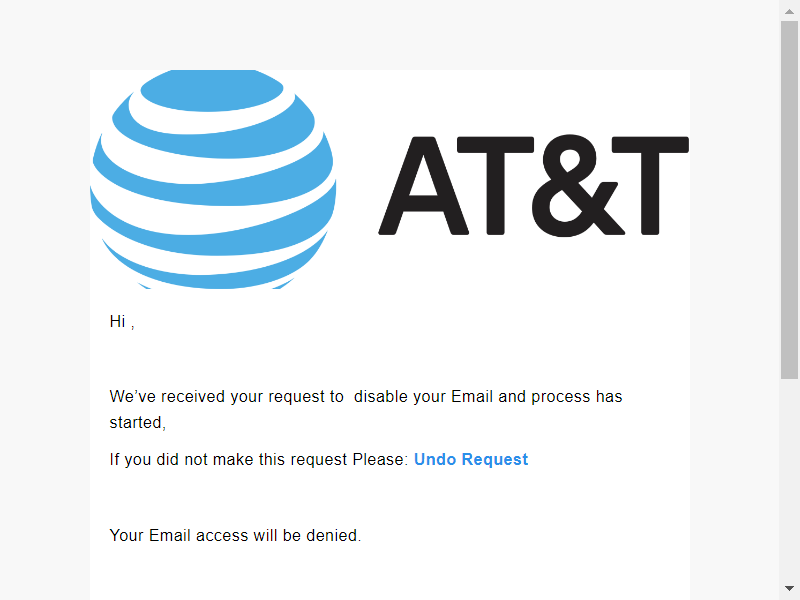 AT&T
Hi ,
We’ve received your request to  disable your Email and process has
started,
If you did not make this request Please: Undo Request
Your Email access will be denied.